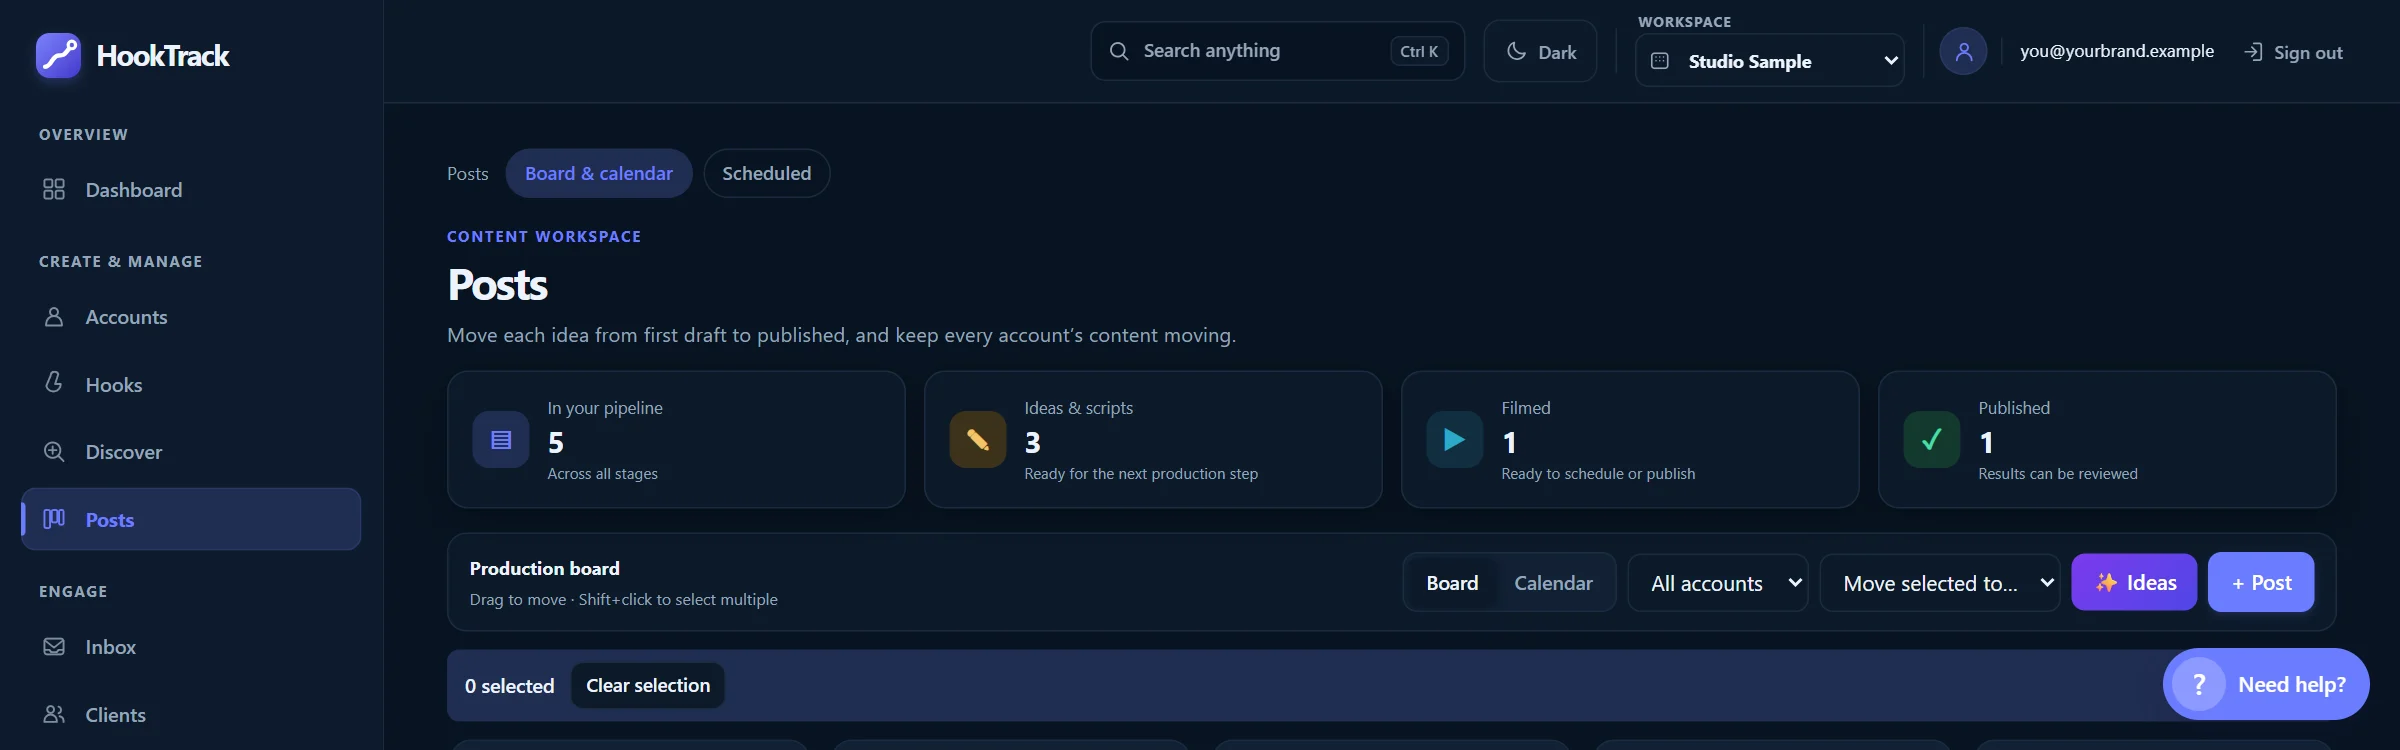 HookTrack
OVERVIEW
Dashboard
CREATE & MANAGE
Accounts
Hooks
Discover
Posts
ENGAGE
Inbox
Clients
Search anything
Ctrl K
Dark
WORKSPACE
Studio Sample
you@yourbrand.example
Sign out
Posts
Board & calendar
Scheduled
CONTENT WORKSPACE
Posts
Move each idea from first draft to published, and keep every account's content moving.
In your pipeline
5
Across all stages
Ideas & scripts
3
Ready for the next production step
Filmed
1
Ready to schedule or publish
Published
1
Results can be reviewed
Production board
Drag to move · Shift+click to select multiple
Board
Calendar
All accounts
Move selected to...
✨ Ideas
+ Post
0 selected
Clear selection
? Need help?